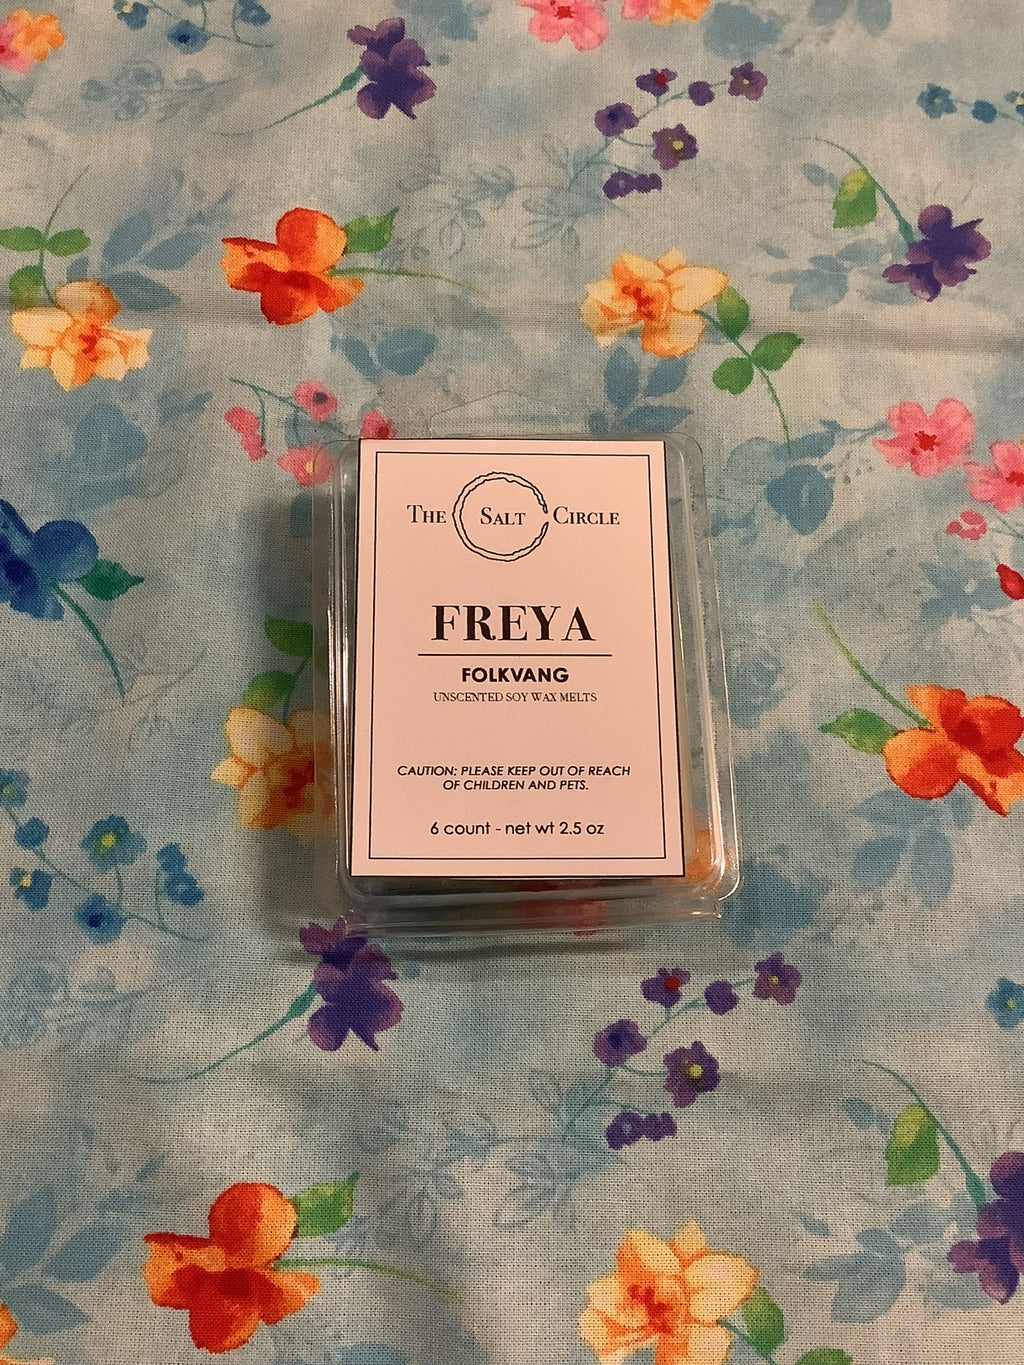 THE SALT CIRCLE
FREYA
FOLKVANG
UNSCENTED SOY WAX MELTS
CAUTION: PLEASE KEEP OUT OF REACH
OF CHILDREN AND PETS.
6 count - net wt 2.5 oz